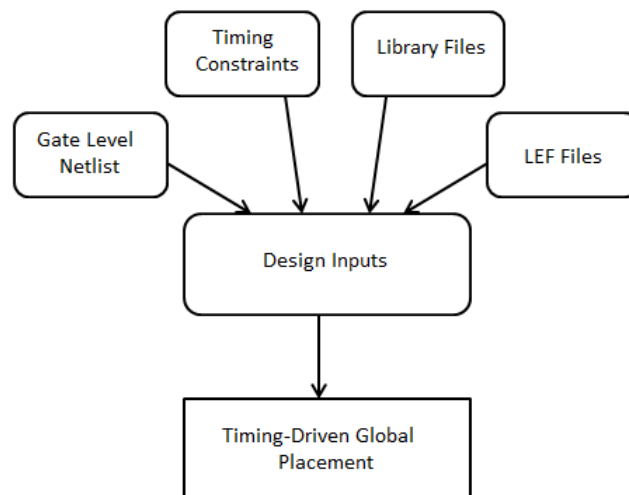 Timing
Constraints
Library Files
Gate Level
Netlist
LEF Files
Design Inputs
Timing-Driven Global
Placement